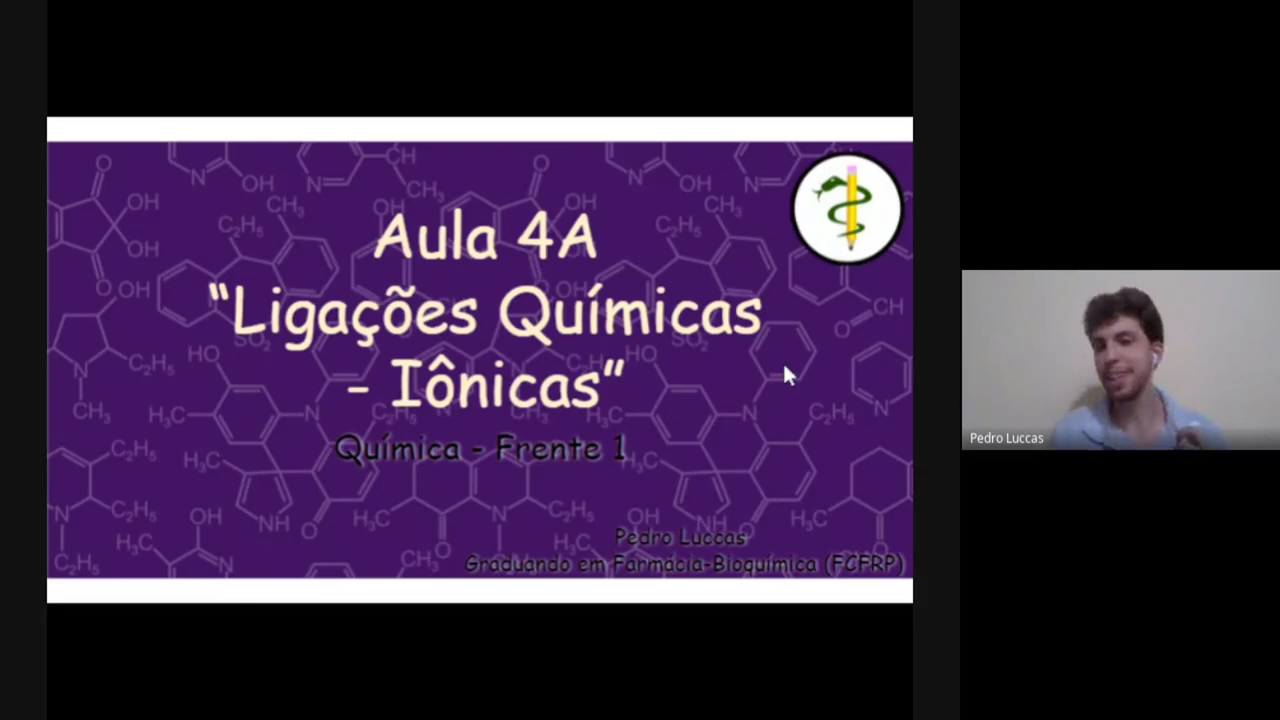 Aula 4A
“Ligações Químicas
- Iônicas”
Química - Frente 1
Pedro Luccas
Graduando em Farmácia-Bioquímica (FCFRP)
Pedro Luccas